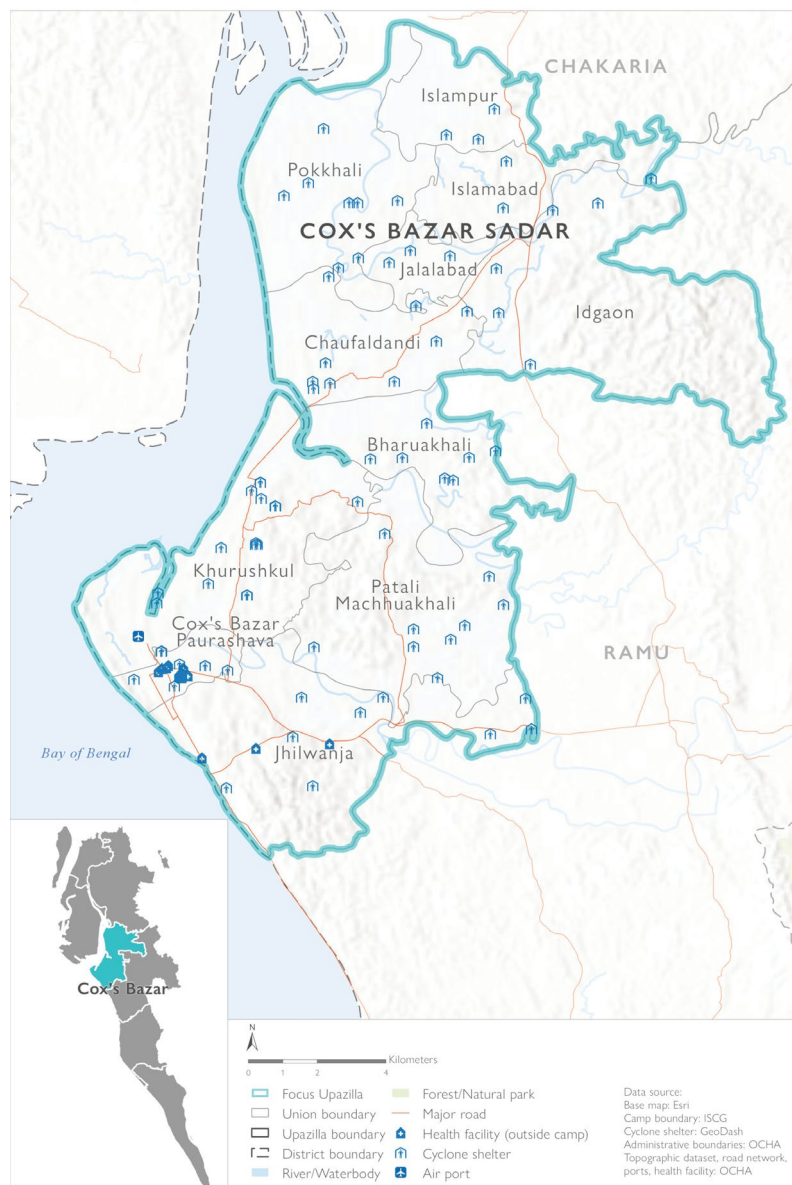 CHAKARIA
Islampur
Pokkhali
Islamabad
COX'S BAZAR SADAR
Jalalabad
Idgaon
Chaufaldandi
Bharuakhali
Khurushkul
Patali
Machhuakhali
Cox's Bazar
Paurashava
RAMU
Bay of Bengal
Jhilwanja
Cox's Bazar
N
Kilometers
0 1 2 4
Focus Upazilla
Union boundary
Upazilla boundary
District boundary
River/Waterbody
Forest/Natural park
Major road
Health facility (outside camp)
Cyclone shelter
Air port
Data source:
Base map: Esri
Camp boundary: ISCG
Cyclone shelter: GeoDash
Administrative boundaries: OCHA
Topographic dataset, road network,
ports, health facility: OCHA